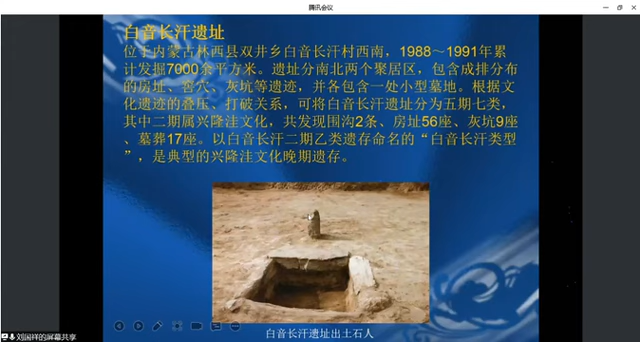 腾讯会议
白音长汗遗址
位于内蒙古林西县双井乡白音长汗村西南，1988～1991年累
计发掘7000余平方米。遗址分南北两个聚居区，包含成排分布
的房址、窖穴、灰坑等遗迹，并各包含一处小型墓地。根据文
化遗迹的叠压、打破关系，可将白音长汗遗址分为五期七类，
其中二期属兴隆洼文化，共发现围沟2条、房址56座、灰坑9座
、墓葬17座。以白音长汗二期乙类遗存命名的“白音长汗类型
”，是典型的兴隆洼文化晚期遗存。
白音长汗遗址出土石人
刘国祥的屏幕共享